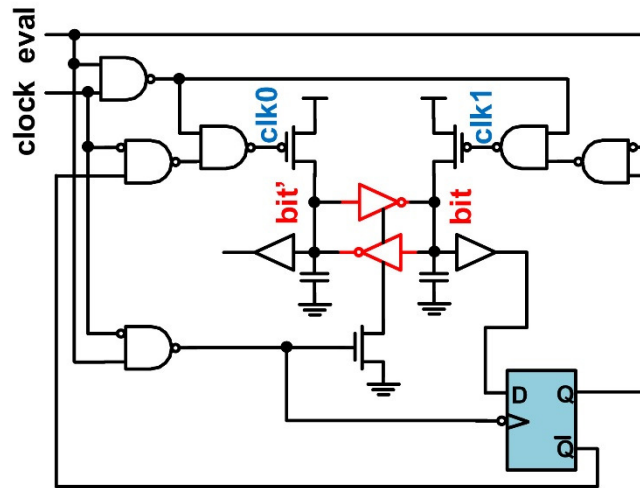 eval
clock
clk0
clk1
bit'
bit
D
Q
Q̅